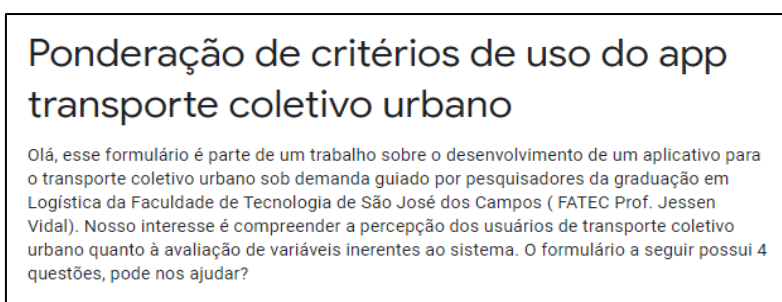 Ponderação de critérios de uso do app
transporte coletivo urbano
Olá, esse formulário é parte de um trabalho sobre o desenvolvimento de um aplicativo para
o transporte coletivo urbano sob demanda guiado por pesquisadores da graduação em
Logística da Faculdade de Tecnologia de São José dos Campos ( FATEC Prof. Jessen
Vidal). Nosso interesse é compreender a percepção dos usuários de transporte coletivo
urbano quanto à avaliação de variáveis inerentes ao sistema. O formulário a seguir possui 4
questões, pode nos ajudar?